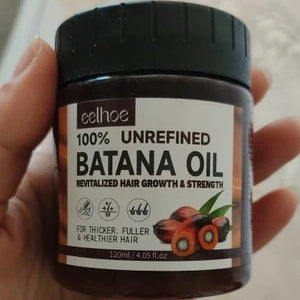 eelhoe
100% UNREFINED
BATANA OIL
REVITALIZED HAIR GROWTH & STRENGTH
FOR THICKER, FULLER
& HEALTHIER HAIR
120ml / 4.05 fl.oz